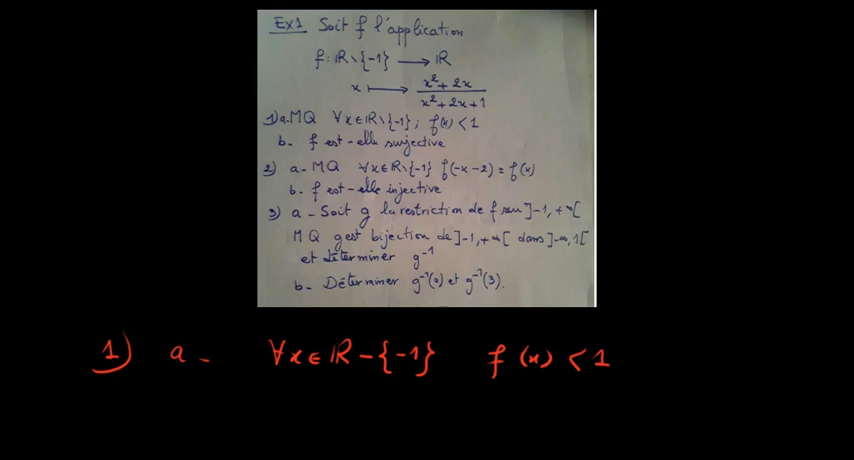 Ex1 Soit f l'application
f: ℝ\{-1} ⟶ ℝ
x ⟼ (x²+2x)/(x²+2x+1)
1) a. MQ ∀x∈ℝ\{-1}; f(x)<1
b. f est-elle surjective
2) a- MQ ∀x∈ℝ\{-1} f(-x-2)=f(x)
b. f est-elle injective
3) a- Soit g la restriction de f sur ]-1,+∞[
MQ g est bijection de ]-1,+∞[ dans ]-∞,1[
et déterminer g⁻¹
b- Déterminer g⁻¹(0) et g⁻¹(3).
1) a- ∀x∈ℝ-{-1} f(x)<1